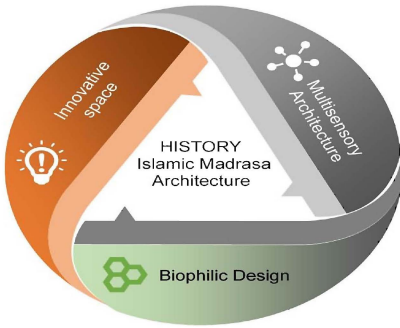 Innovative
space
Multisensory
Architecture
HISTORY
Islamic Madrasa
Architecture
Biophilic Design